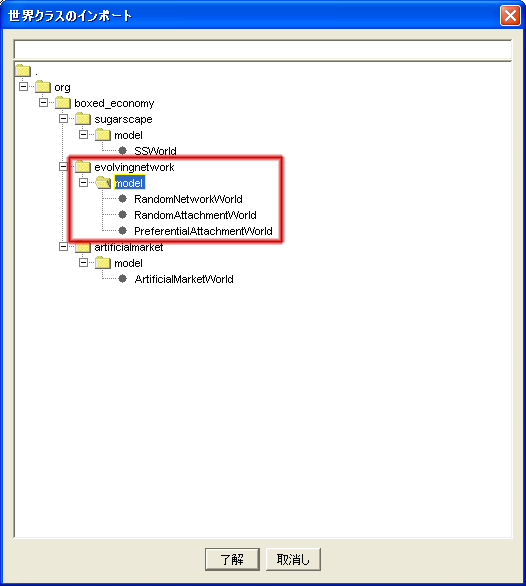 世界クラスのインポート
.
org
boxed_economy
sugarscape
model
SSWorld
evolvingnetwork
model
RandomNetworkWorld
RandomAttachmentWorld
PreferentialAttachmentWorld
artificialmarket
model
ArtificialMarketWorld
了解 取消し